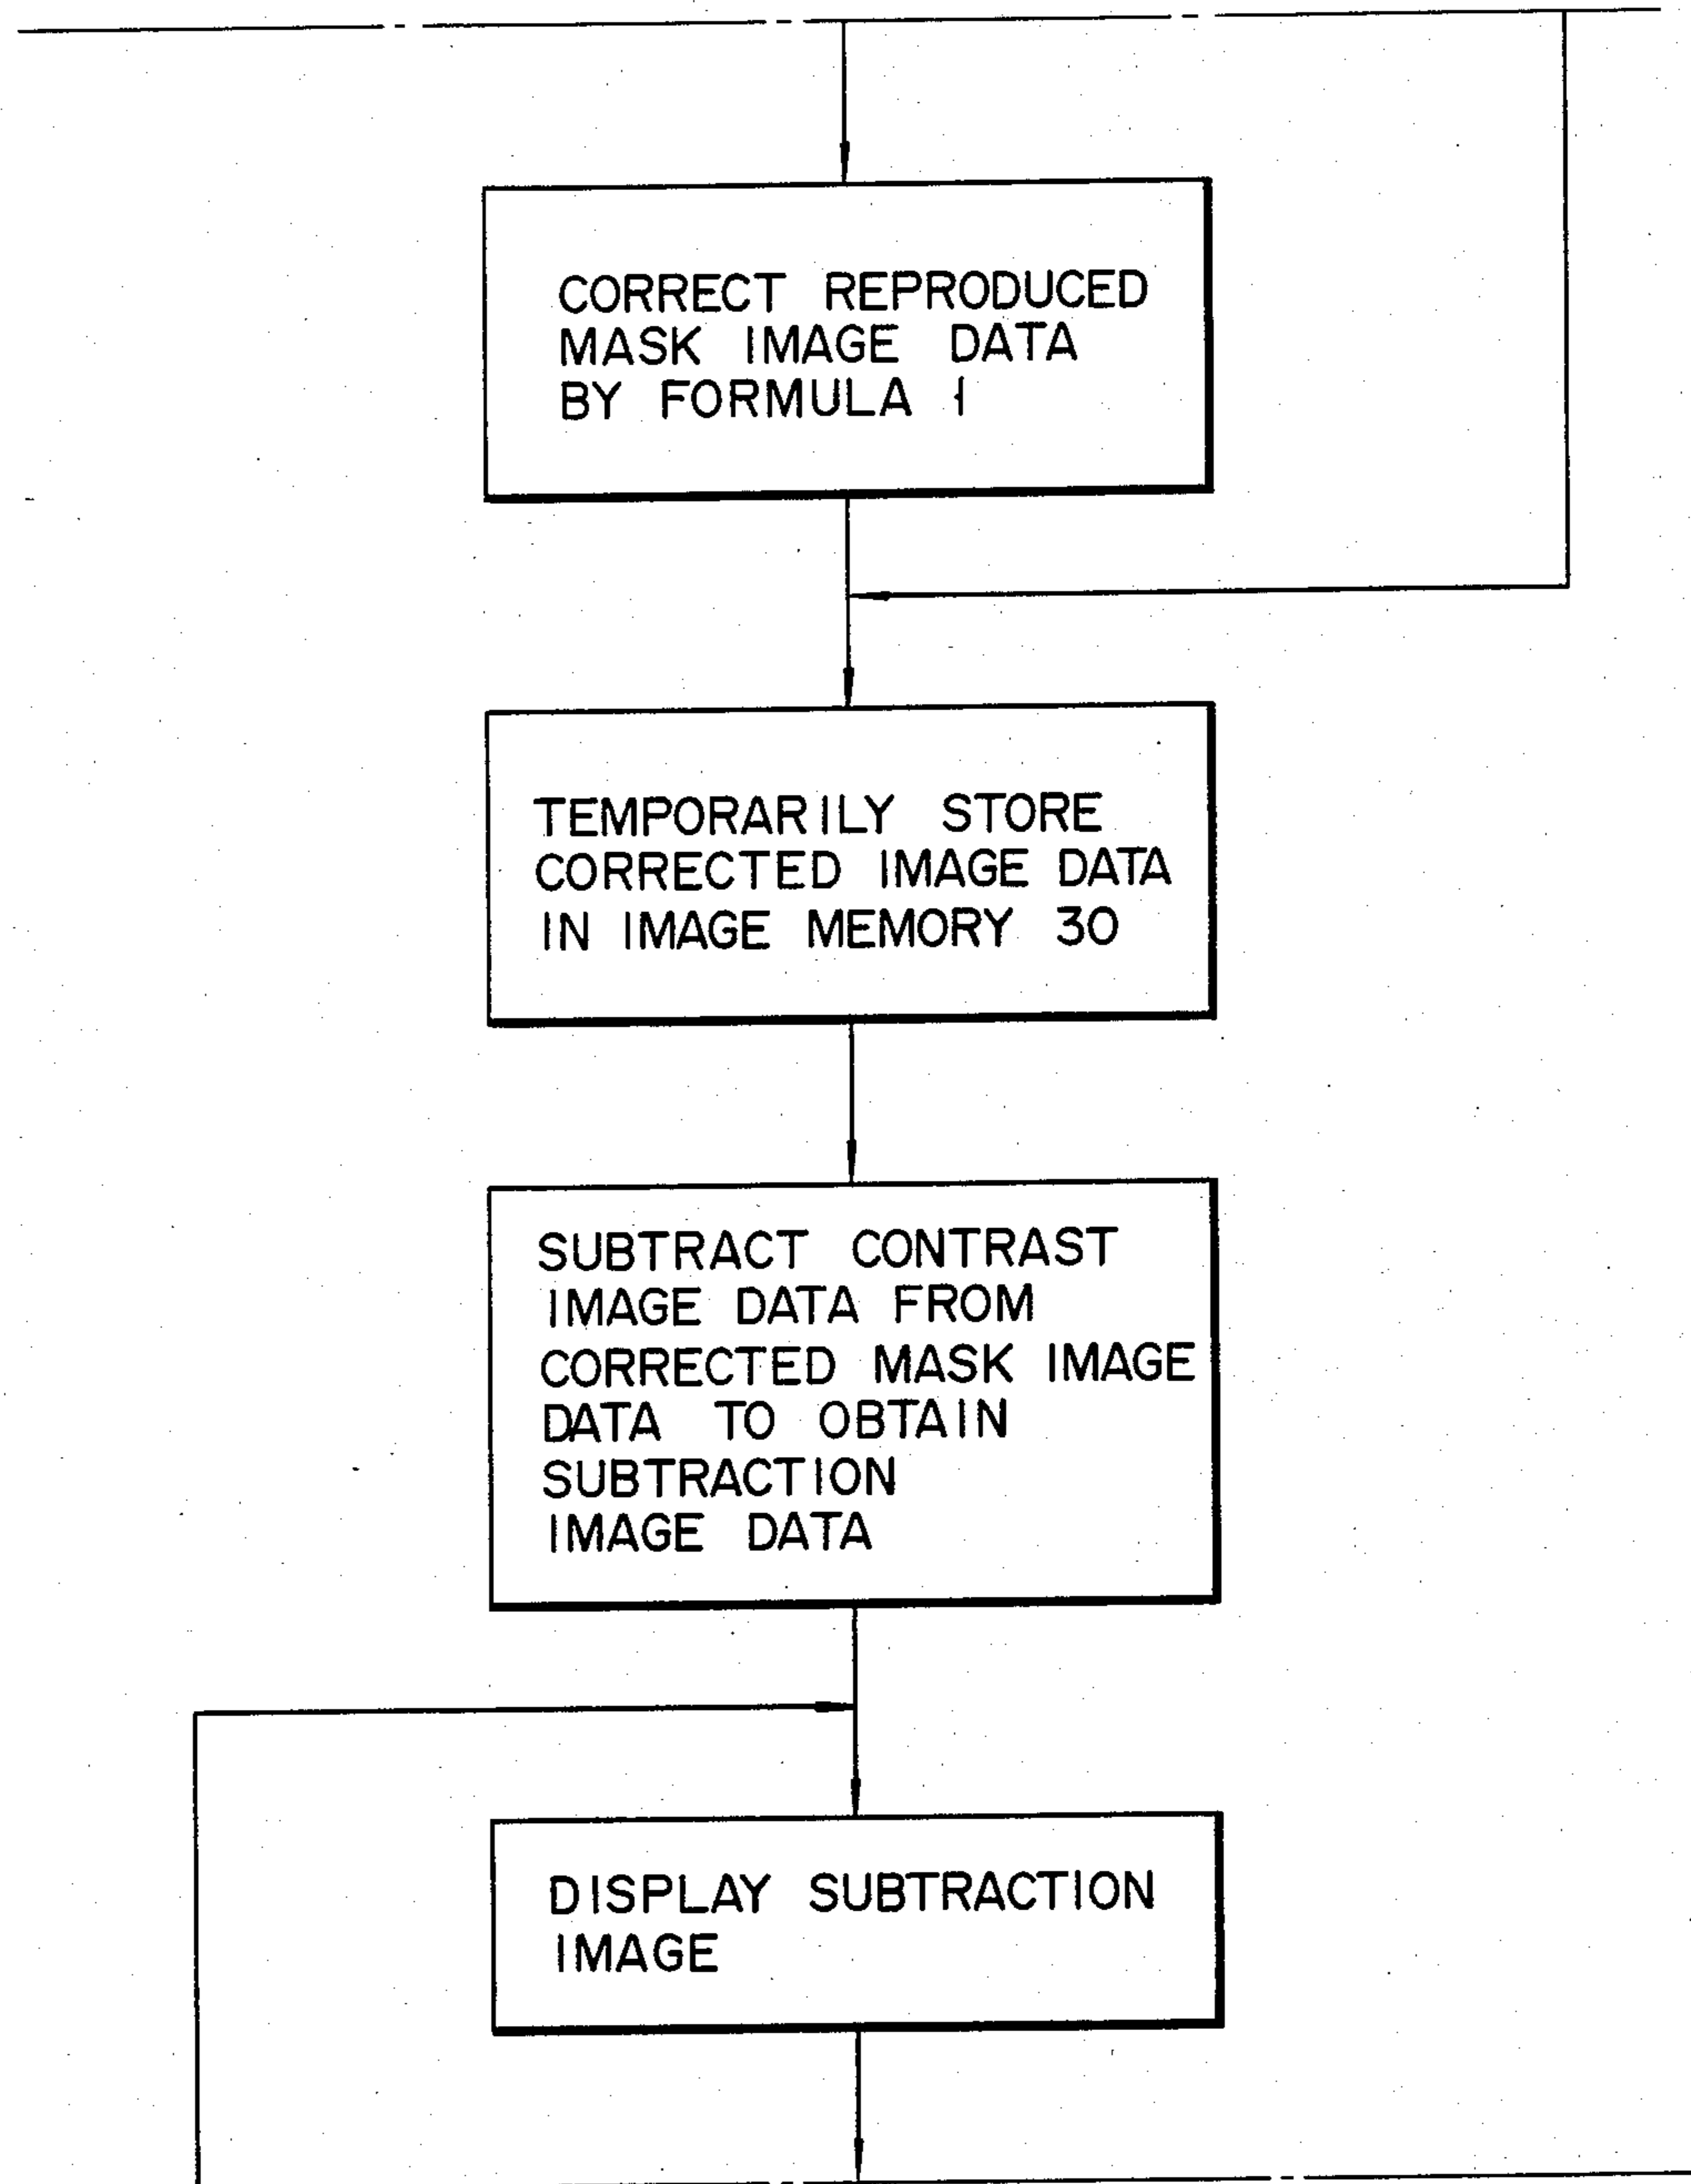 CORRECT REPRODUCED
MASK IMAGE DATA
BY FORMULA 1
TEMPORARILY STORE
CORRECTED IMAGE DATA
IN IMAGE MEMORY 30
SUBTRACT CONTRAST
IMAGE DATA FROM
CORRECTED MASK IMAGE
DATA TO OBTAIN
SUBTRACTION
IMAGE DATA
DISPLAY SUBTRACTION
IMAGE